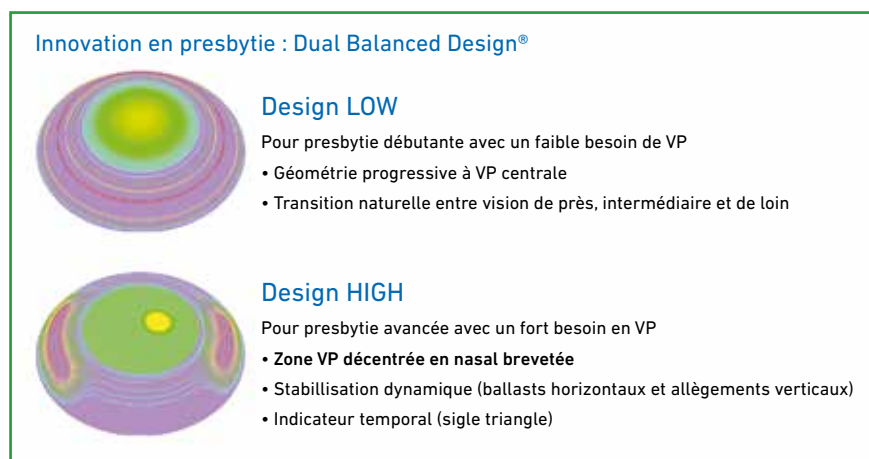 Innovation en presbytie : Dual Balanced Design®
Design LOW
Pour presbytie débutante avec un faible besoin de VP
• Géométrie progressive à VP centrale
• Transition naturelle entre vision de près, intermédiaire et de loin
Design HIGH
Pour presbytie avancée avec un fort besoin en VP
• Zone VP décentrée en nasal brevetée
• Stabillisation dynamique (ballasts horizontaux et allègements verticaux)
• Indicateur temporal (sigle triangle)